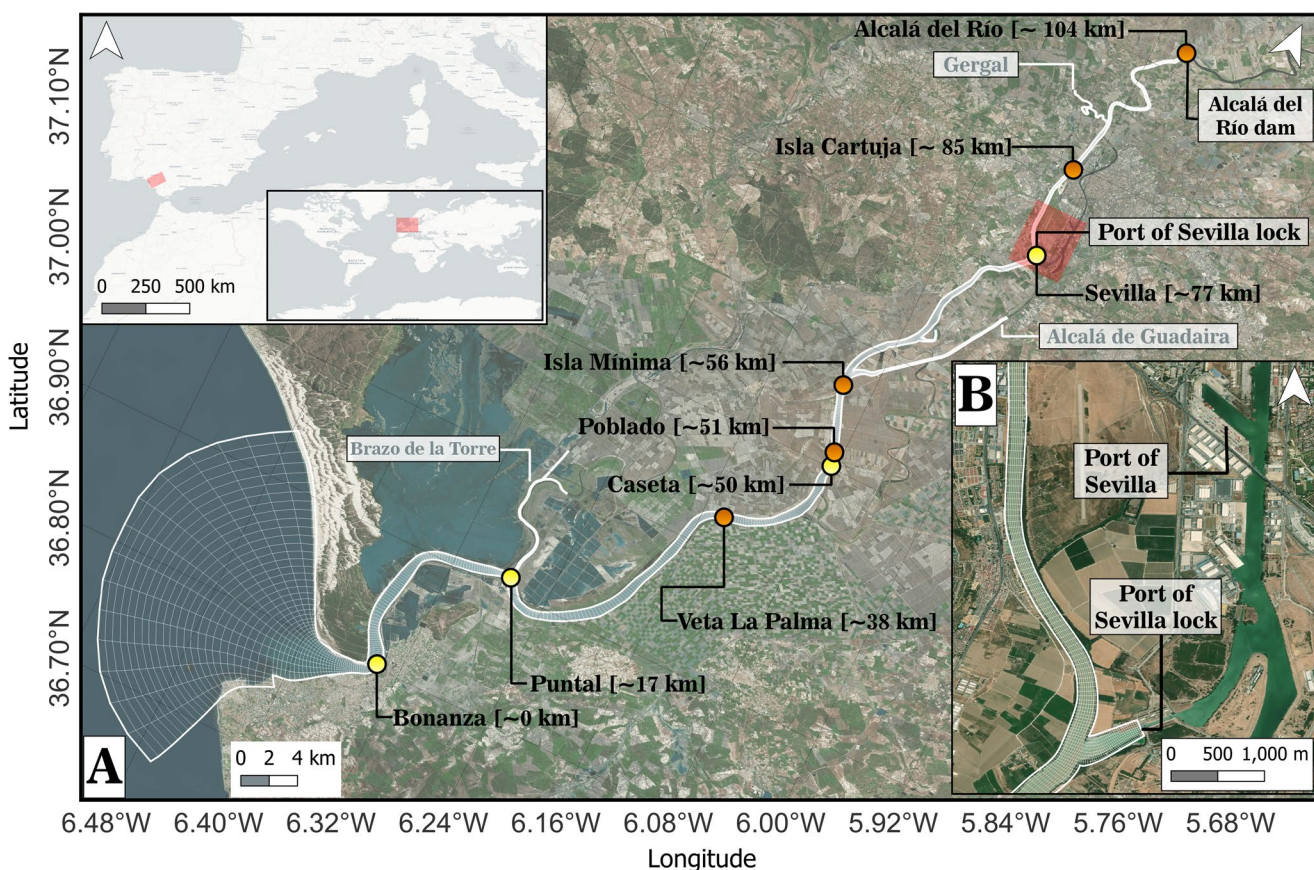 Alcalá del Río [~ 104 km]
Gergal
Alcalá del
Río dam
Isla Cartuja [~ 85 km]
Port of Sevilla lock
Sevilla [~77 km]
Alcalá de Guadaira
Isla Mínima [~56 km]
Poblado [~51 km]
Caseta [~50 km]
Brazo de la Torre
Veta La Palma [~38 km]
Puntal [~17 km]
Bonanza [~0 km]
0 250 500 km
A
0 2 4 km
B
Port of
Sevilla
Port of
Sevilla lock
0 500 1,000 m
37.10°N
37.00°N
36.90°N
36.80°N
36.70°N
Latitude
6.48°W 6.40°W 6.32°W 6.24°W 6.16°W 6.08°W 6.00°W 5.92°W 5.84°W 5.76°W 5.68°W
Longitude